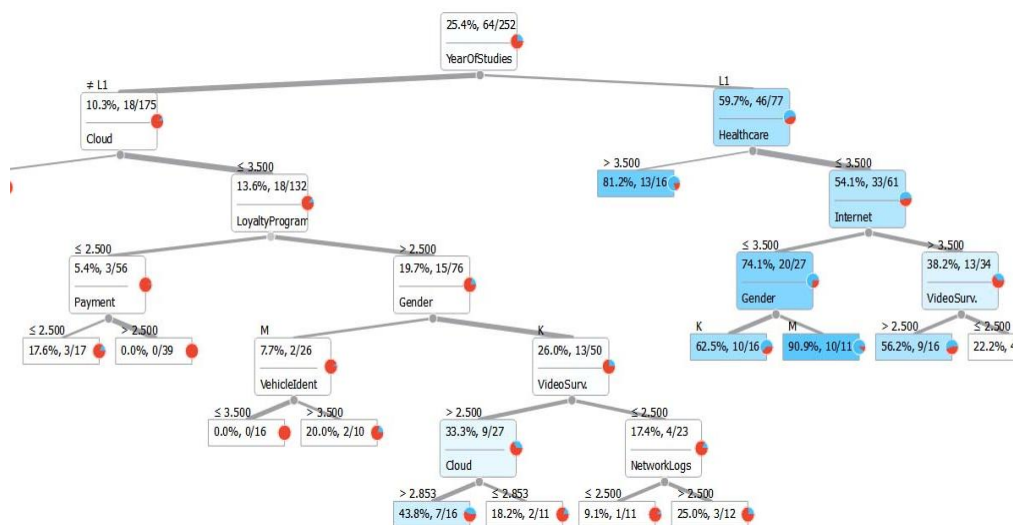 25.4%, 64/252
YearOfStudies
≠ L1
L1
10.3%, 18/175
Cloud
59.7%, 46/77
Healthcare
≤ 3.500
> 3.500
≤ 3.500
13.6%, 18/132
LoyaltyProgram
81.2%, 13/16
54.1%, 33/61
Internet
≤ 2.500
> 2.500
≤ 3.500
> 3.500
5.4%, 3/56
Payment
19.7%, 15/76
Gender
74.1%, 20/27
Gender
38.2%, 13/34
VideoSurv.
≤ 2.500
> 2.500
M
K
K
M
> 2.500
≤ 2.500
17.6%, 3/17
0.0%, 0/39
7.7%, 2/26
VehicleIdent
26.0%, 13/50
VideoSurv.
62.5%, 10/16
90.9%, 10/11
56.2%, 9/16
22.2%, 4
≤ 3.500
> 3.500
> 2.500
≤ 2.500
0.0%, 0/16
20.0%, 2/10
33.3%, 9/27
Cloud
17.4%, 4/23
NetworkLogs
> 2.853
≤ 2.853
≤ 2.500
> 2.500
43.8%, 7/16
18.2%, 2/11
9.1%, 1/11
25.0%, 3/12